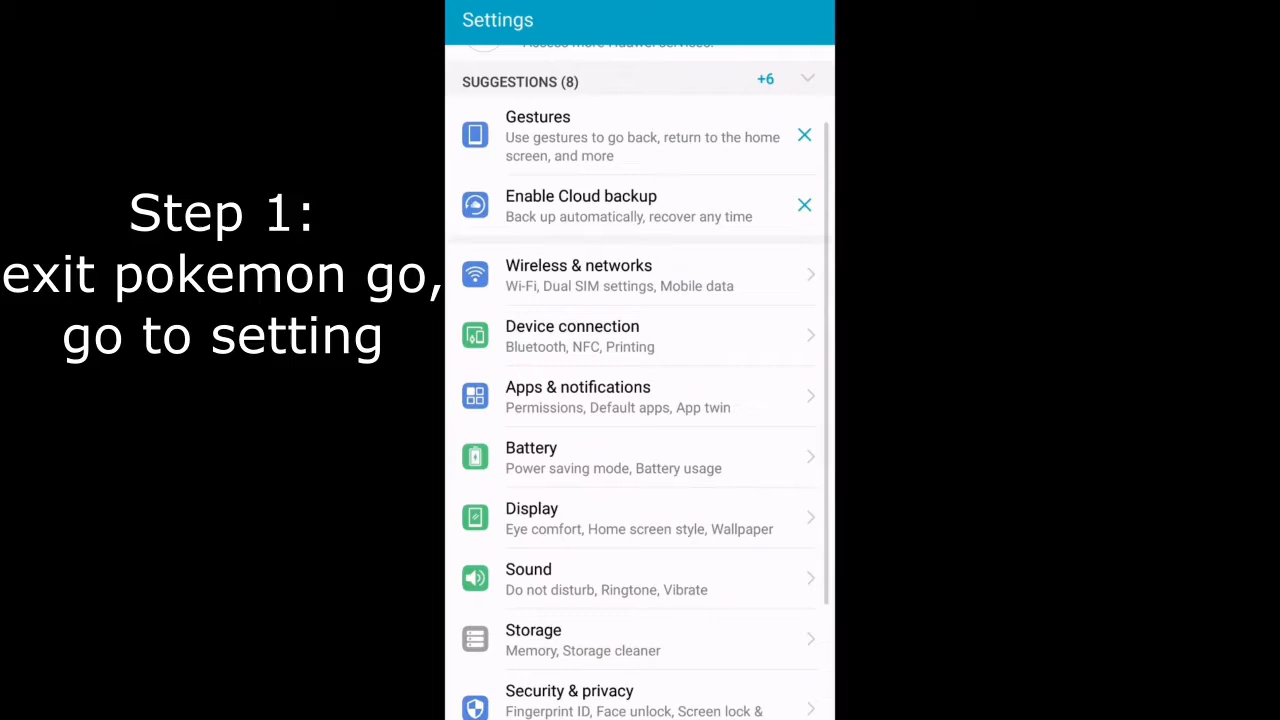 Settings
Access more Huawei services.
SUGGESTIONS (8)
+6
Gestures
Use gestures to go back, return to the home
screen, and more
Enable Cloud backup
Back up automatically, recover any time
Step 1:
exit pokemon go,
go to setting
Wireless & networks
Wi-Fi, Dual SIM settings, Mobile data
Device connection
Bluetooth, NFC, Printing
Apps & notifications
Permissions, Default apps, App twin
Battery
Power saving mode, Battery usage
Display
Eye comfort, Home screen style, Wallpaper
Sound
Do not disturb, Ringtone, Vibrate
Storage
Memory, Storage cleaner
Security & privacy
Fingerprint ID, Face unlock, Screen lock &